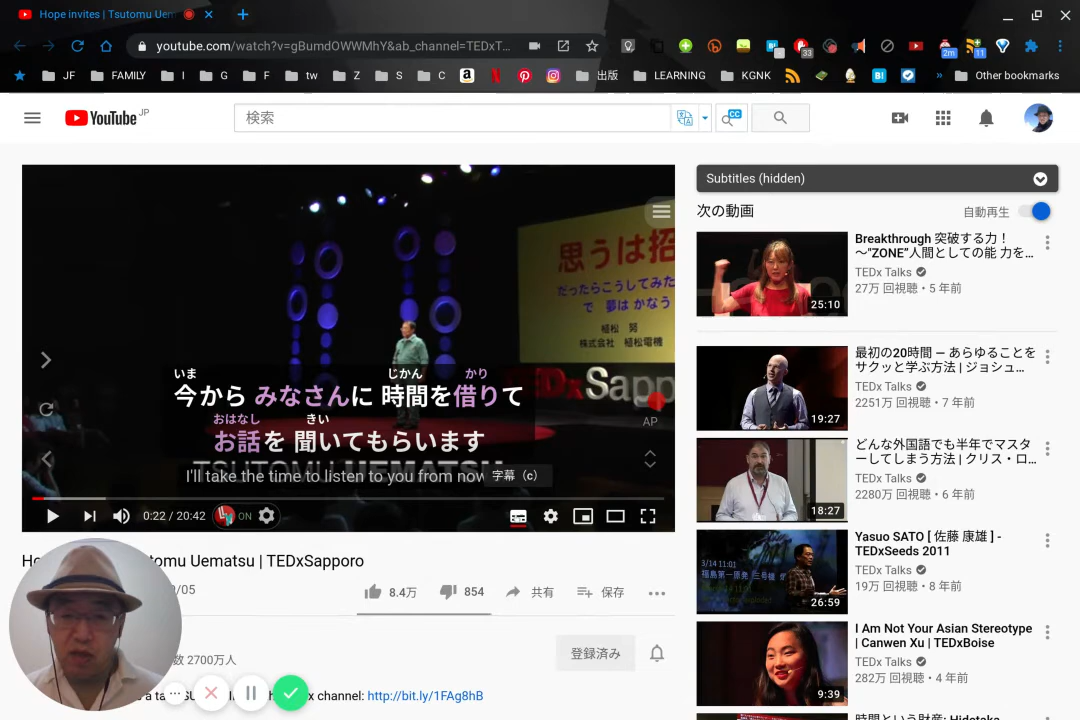 Hope invites | Tsutomu Uem
youtube.com/watch?v=gBumdOWWMhY&ab_channel=TEDxT...
33
2m
11
JF
FAMILY
I
G
F
tw
Z
S
C
a
出版
LEARNING
KGNK
B!
»
Other bookmarks
YouTube JP
検索
CC
Subtitles (hidden)
次の動画
自動再生
思うは招
だったらこうしてみた
で 夢は かなう
植松 努
株式会社 植松電機
EDxSapp
AP
いま
じかん
かり
今から みなさんに 時間を借りて
おはなし
きい
お話を 聞いてもらいます
TSUTOMU UEMATSU
I'll take the time to listen to you from now
字幕（c）
0:22 / 20:42
ON
Breakthrough 突破する力！
〜"ZONE"人間としての能 力を...
TEDx Talks
27万 回視聴・5 年前
25:10
最初の20時間 — あらゆることを
サクッと学ぶ方法 | ジョシュ...
TEDx Talks
2251万 回視聴・7 年前
19:27
どんな外国語でも半年でマスタ
ーしてしまう方法 | クリス・ロ...
TEDx Talks
2280万 回視聴・6 年前
18:27
Yasuo SATO [ 佐藤 康雄 ] -
TEDxSeeds 2011
TEDx Talks
19万 回視聴・8 年前
3/14 11:01
26:59
I Am Not Your Asian Stereotype
| Canwen Xu | TEDxBoise
TEDx Talks
282万 回視聴・4 年前
9:39
omu Uematsu | TEDxSapporo
/05
8.4万
854
共有
保存
数 2700万人
登録済み
x channel: http://bit.ly/1FAg8hB